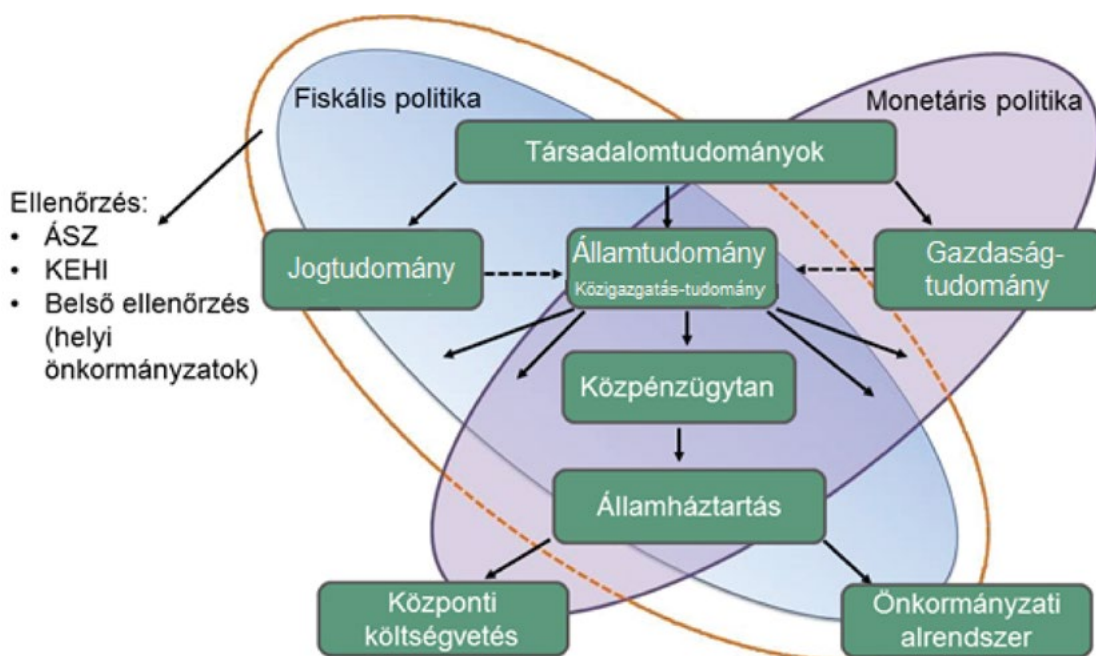 Fiskális politika
Monetáris politika
Társadalomtudományok
Ellenőrzés:
• ÁSZ
• KEHI
• Belső ellenőrzés
(helyi
önkormányzatok)
Jogtudomány
Államtudomány
Közigazgatás-tudomány
Gazdaság-
tudomány
Közpénzügytan
Államháztartás
Központi
költségvetés
Önkormányzati
alrendszer